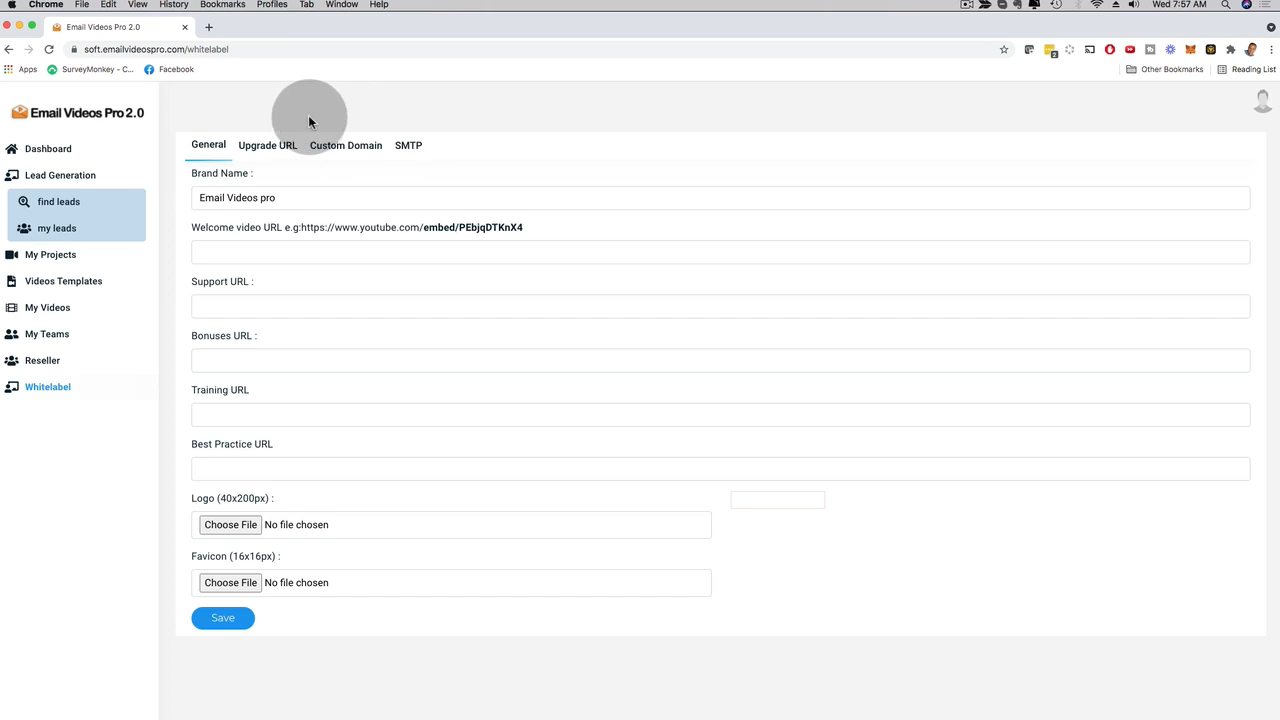 Chrome File Edit View History Bookmarks Profiles Tab Window Help Wed 7:57 AM
Email Videos Pro 2.0
soft.emailvideospro.com/whitelabel
2
Apps SurveyMonkey - C... Facebook Other Bookmarks Reading List
Email Videos Pro 2.0
Dashboard
Lead Generation
find leads
my leads
My Projects
Videos Templates
My Videos
My Teams
Reseller
Whitelabel
General Upgrade URL Custom Domain SMTP
Brand Name :
Email Videos pro
Welcome video URL e.g:https://www.youtube.com/embed/PEbjqDTKnX4
Support URL :
Bonuses URL :
Training URL
Best Practice URL
Logo (40x200px) :
Choose File No file chosen
Favicon (16x16px) :
Choose File No file chosen
Save